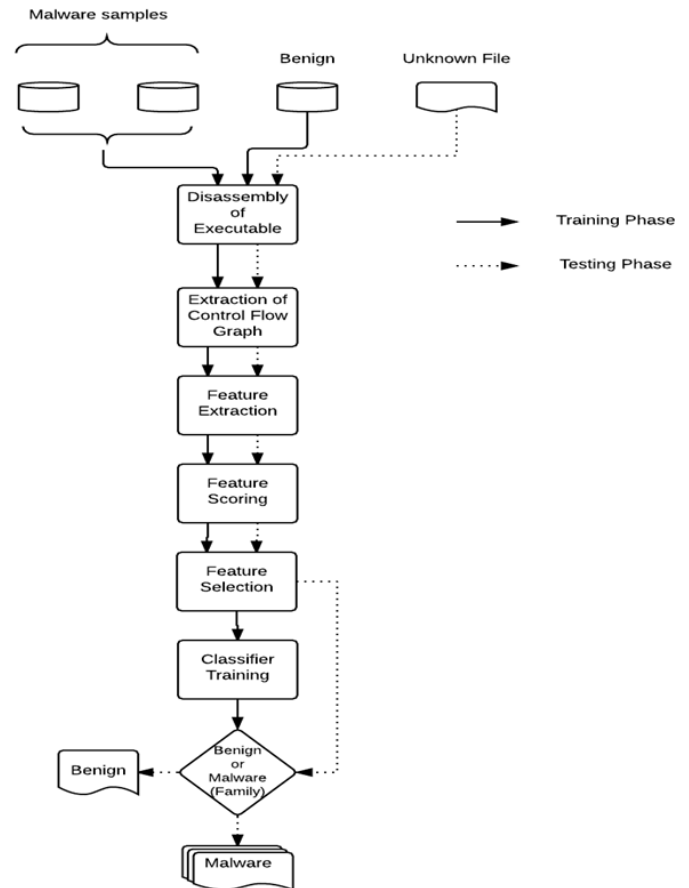 Malware samples
Benign
Unknown File
Disassembly
of
Executable
Training Phase
Testing Phase
Extraction of
Control Flow
Graph
Feature
Extraction
Feature
Scoring
Feature
Selection
Classifier
Training
Benign
or
Malware
(Family)
Benign
Malware